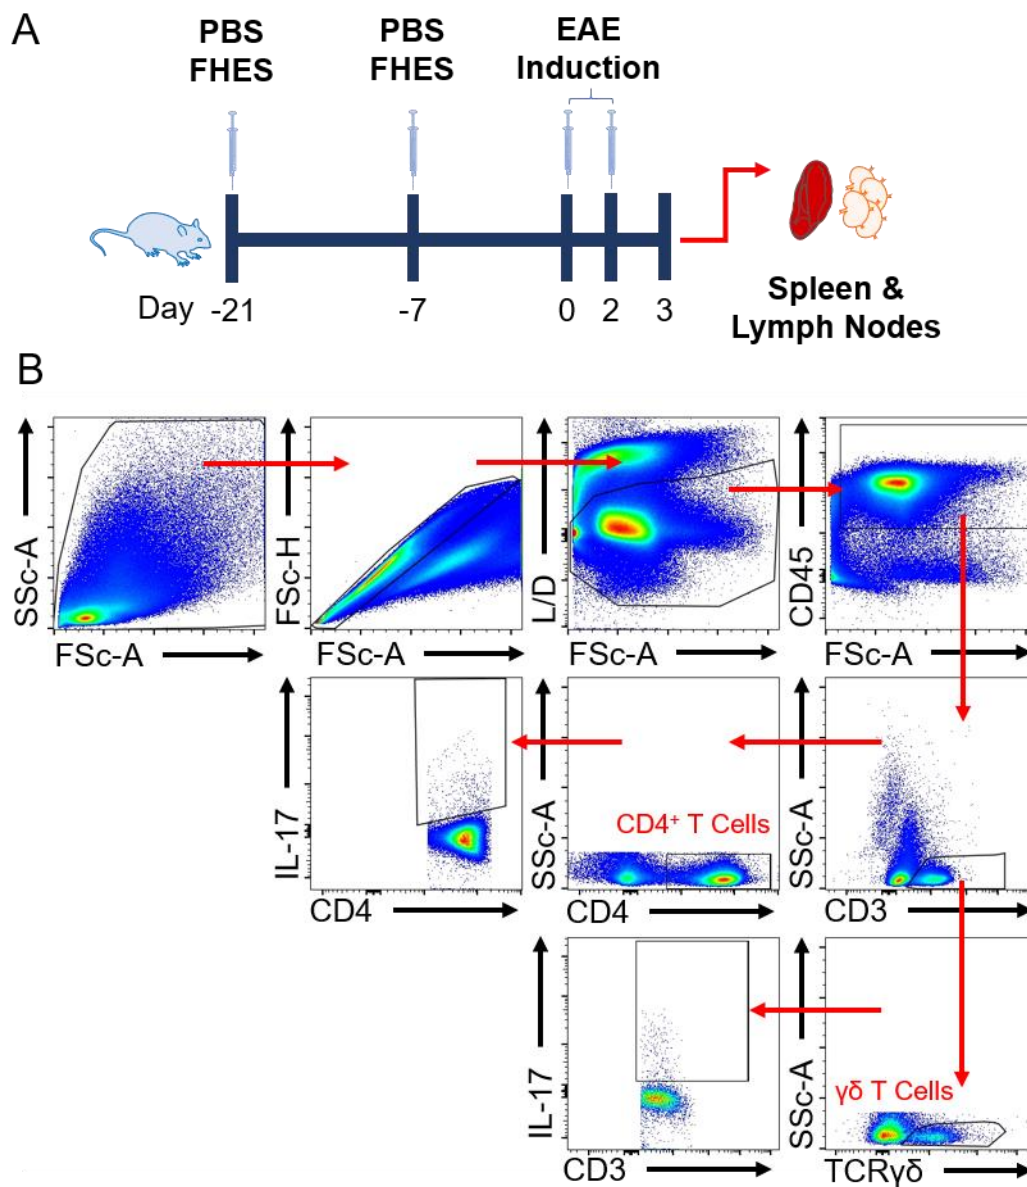 A
PBS
FHES
PBS
FHES
EAE
Induction
Day -21 -7 0 2 3
Spleen &
Lymph Nodes
B
SSc-A
FSc-A
FSc-H
FSc-A
L/D
FSc-A
CD45
FSc-A
IL-17
CD4
SSc-A
CD4⁺ T Cells
CD4
SSc-A
CD3
IL-17
CD3
SSc-A
γδ T Cells
TCRγδ